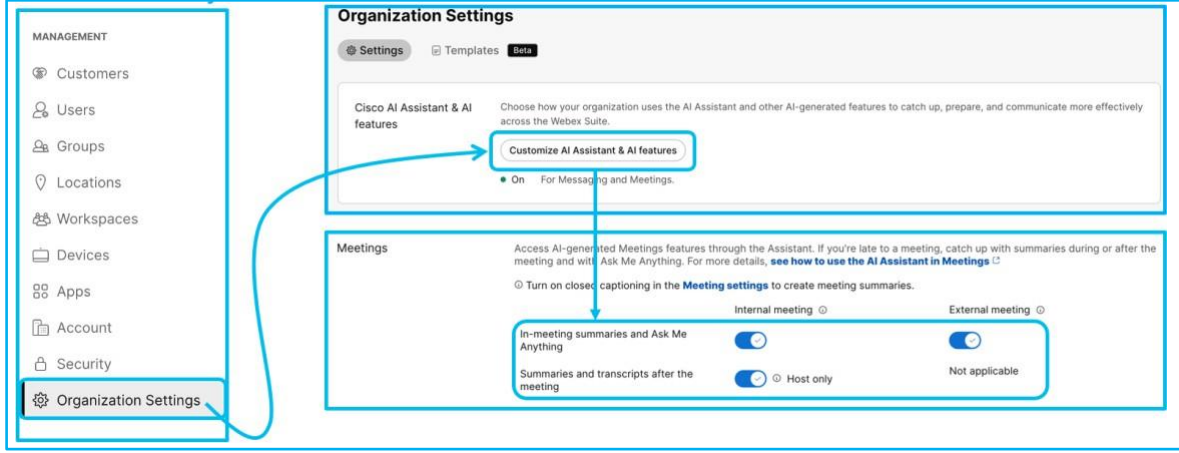 MANAGEMENT
Customers
Users
Groups
Locations
Workspaces
Devices
Apps
Account
Security
Organization Settings
Organization Settings
Settings Templates Beta
Cisco AI Assistant & AI
features
Choose how your organization uses the AI Assistant and other AI-generated features to catch up, prepare, and communicate more effectively
across the Webex Suite.
Customize AI Assistant & AI features
On For Messaging and Meetings.
Meetings
Access AI-generated Meetings features through the Assistant. If you're late to a meeting, catch up with summaries during or after the
meeting and with Ask Me Anything. For more details, see how to use the AI Assistant in Meetings
Turn on closed captioning in the Meeting settings to create meeting summaries.
Internal meeting External meeting
In-meeting summaries and Ask Me
Anything
Summaries and transcripts after the
meeting
Host only
Not applicable